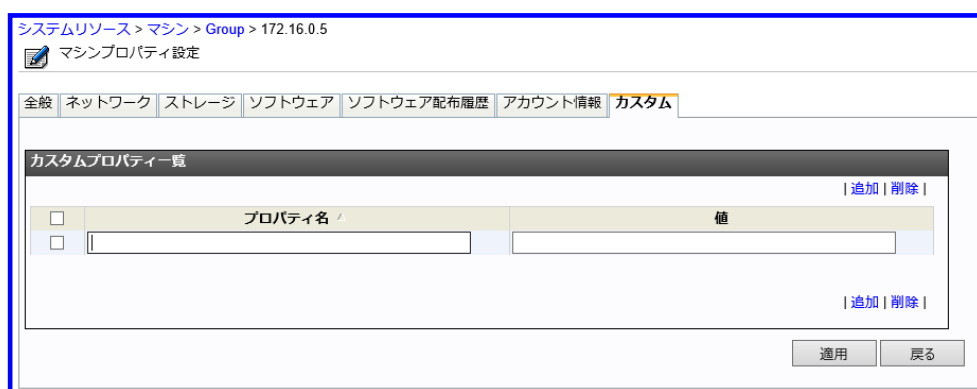 システムリソース > マシン > Group > 172.16.0.5
マシンプロパティ設定
全般 ネットワーク ストレージ ソフトウェア ソフトウェア配布履歴 アカウント情報 カスタム
カスタムプロパティ一覧
| 追加 | 削除 |
プロパティ名 値
| 追加 | 削除 |
適用 戻る